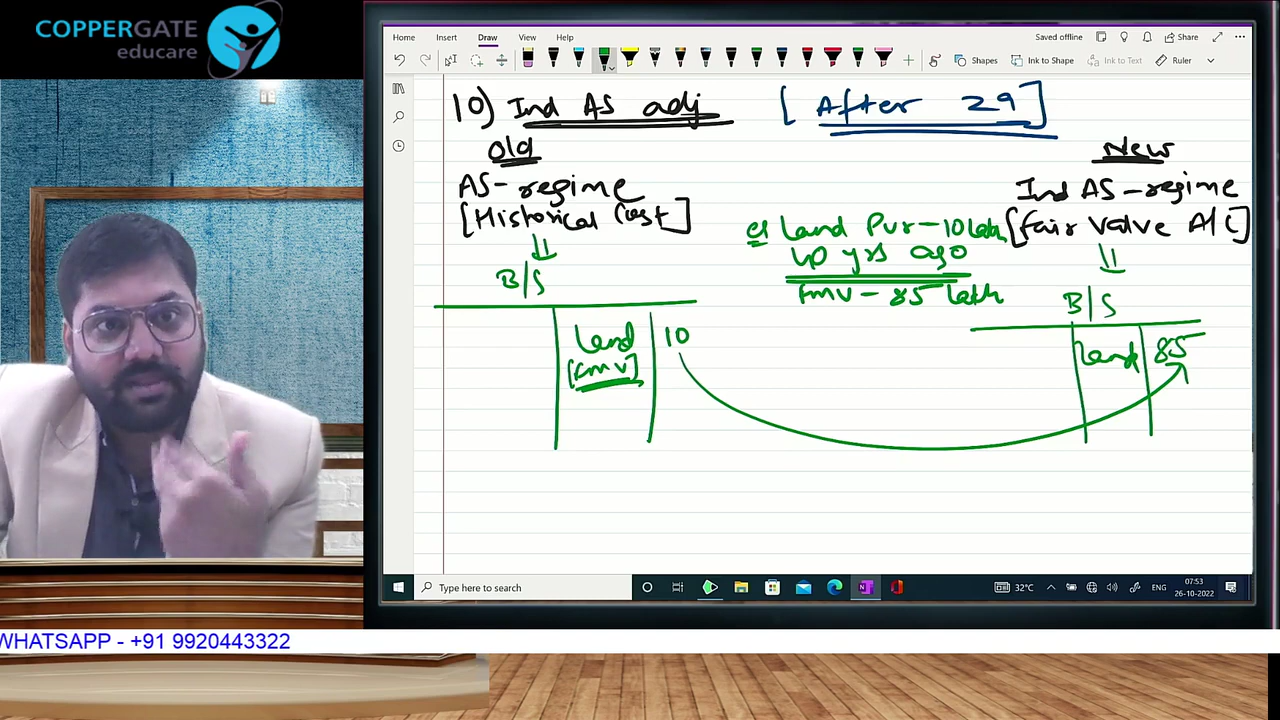 COPPERGATE
educare
Home Insert Draw View Help
Saved offline
Share
Shapes
Ink to Shape
Ink to Text
Ruler
10) Ind AS adj [After 29]
Old
AS-regime
[Historical Cost]
B/S
Land 10
[FMV]
eg Land Pur - 10 Lakh
40 yrs ago
FMV - 85 lakh
New
Ind AS-regime
[Fair Value A/C]
B/S
Land 85
Type here to search
32°C
ENG
07:53
26-10-2022
WHATSAPP - +91 9920443322